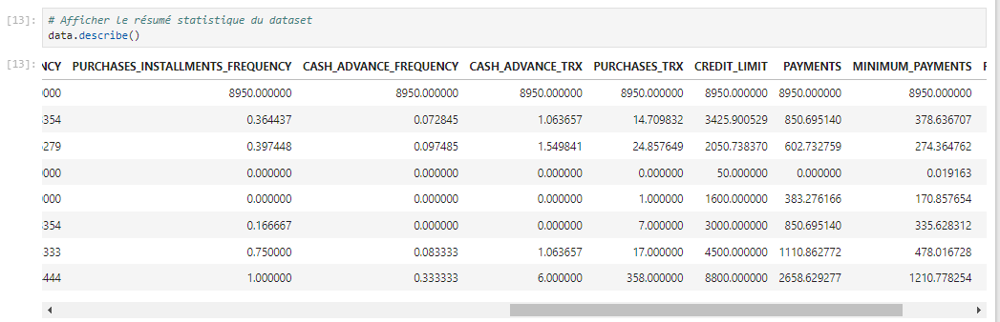 [13]: # Afficher le résumé statistique du dataset
data.describe()
[13]: NCY PURCHASES_INSTALLMENTS_FREQUENCY CASH_ADVANCE_FREQUENCY CASH_ADVANCE_TRX PURCHASES_TRX CREDIT_LIMIT PAYMENTS MINIMUM_PAYMENTS
000 8950.000000 8950.000000 8950.000000 8950.000000 8950.000000 8950.000000 8950.000000
354 0.364437 0.072845 1.063657 14.709832 3425.900529 850.695140 378.636707
279 0.397448 0.097485 1.549841 24.857649 2050.738370 602.732759 274.364762
000 0.000000 0.000000 0.000000 0.000000 50.000000 0.000000 0.019163
000 0.000000 0.000000 0.000000 1.000000 1600.000000 383.276166 170.857654
354 0.166667 0.000000 0.000000 7.000000 3000.000000 850.695140 335.628312
333 0.750000 0.083333 1.063657 17.000000 4500.000000 1110.862772 478.016728
444 1.000000 0.333333 6.000000 358.000000 8800.000000 2658.629277 1210.778254